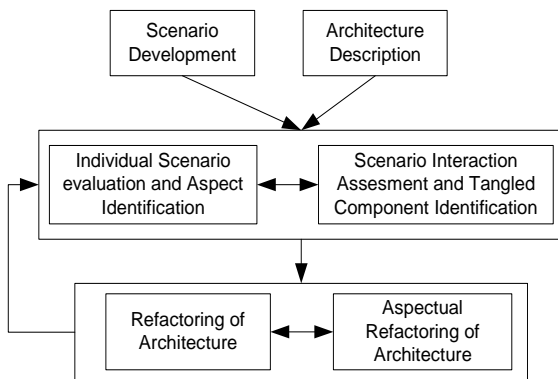 Scenario
Development
Architecture
Description
Individual Scenario
evaluation and Aspect
Identification
Scenario Interaction
Assesment and Tangled
Component Identification
Refactoring of
Architecture
Aspectual
Refactoring of
Architecture